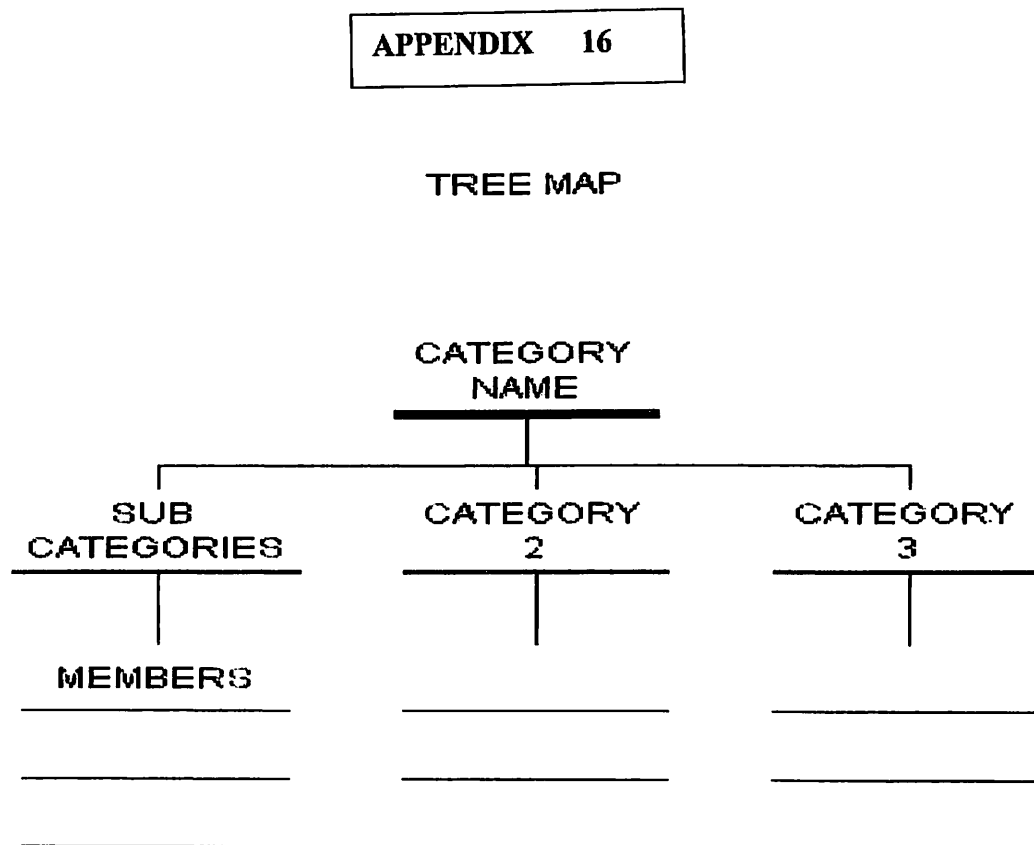 APPENDIX 16
TREE MAP
CATEGORY
NAME
SUB
CATEGORIES
CATEGORY
2
CATEGORY
3
MEMBERS